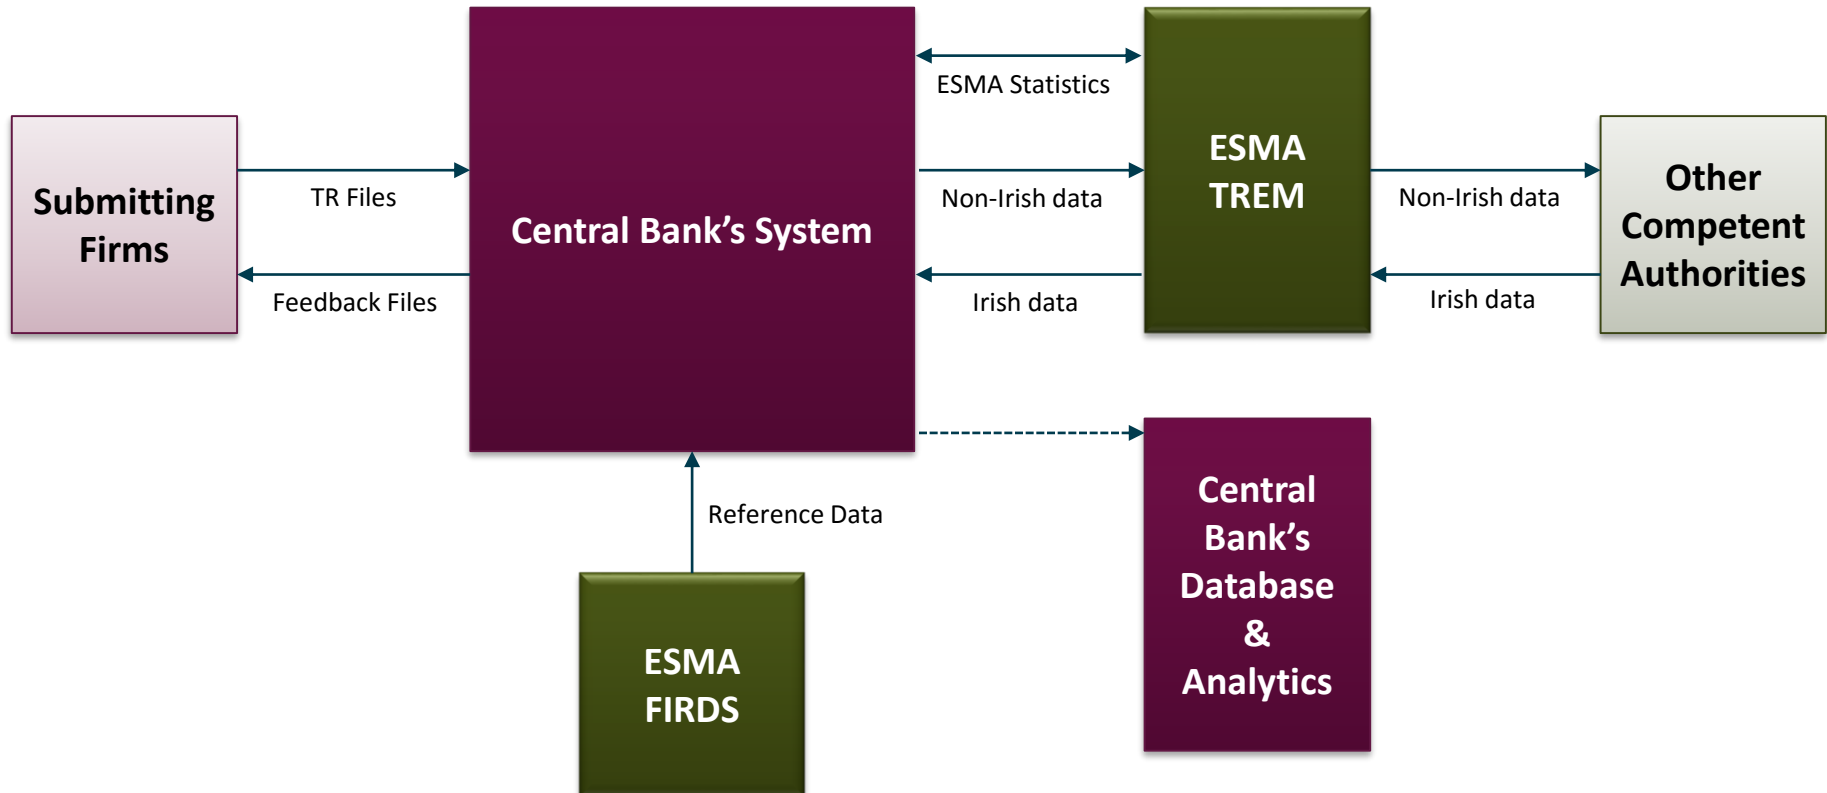 Submitting
Firms
TR Files
Feedback Files
Central Bank’s System
ESMA Statistics
Non-Irish data
Irish data
ESMA
TREM
Non-Irish data
Irish data
Other
Competent
Authorities
Reference Data
ESMA
FIRDS
Central
Bank’s
Database
&
Analytics